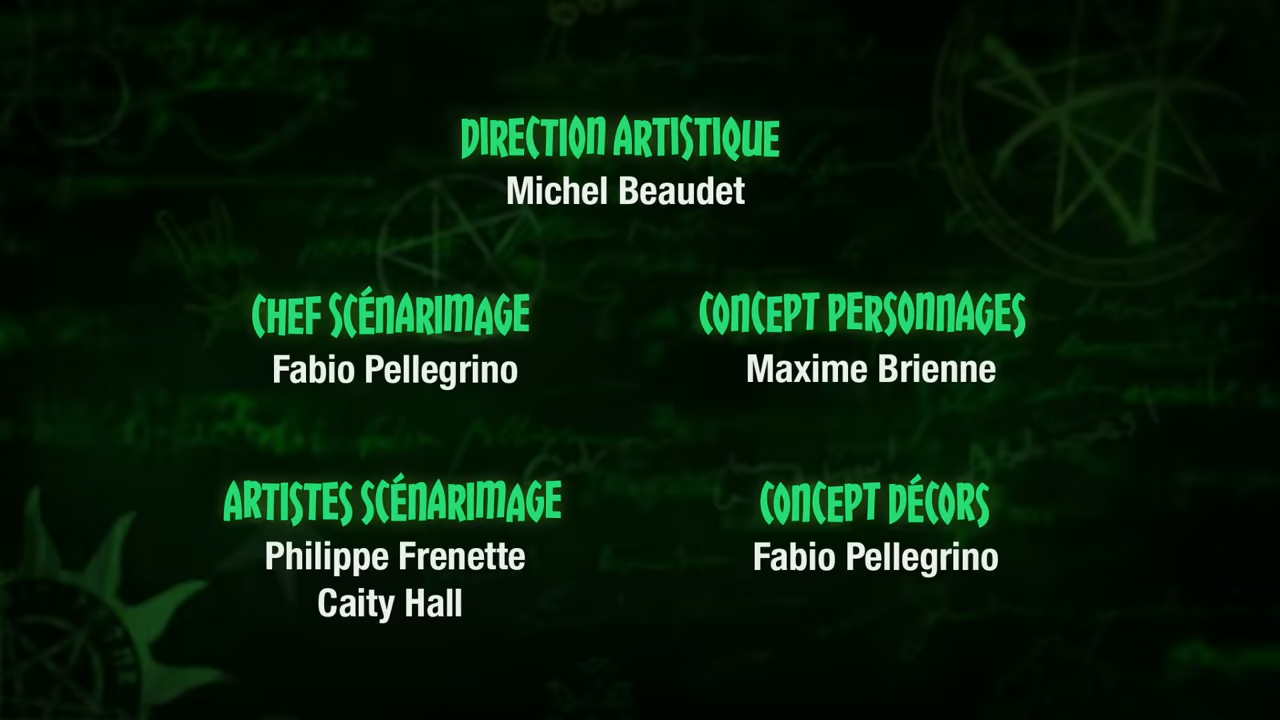 DIRECTION ARTISTIQUE
Michel Beaudet
CHEF SCÉNARIMAGE
Fabio Pellegrino
CONCEPT PERSONNAGES
Maxime Brienne
ARTISTES SCÉNARIMAGE
Philippe Frenette
Caity Hall
CONCEPT DÉCORS
Fabio Pellegrino